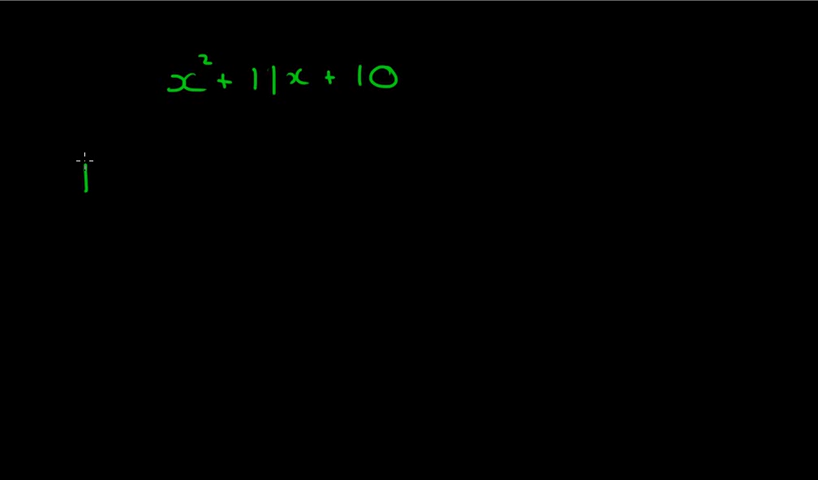 x² + 11x + 10
1